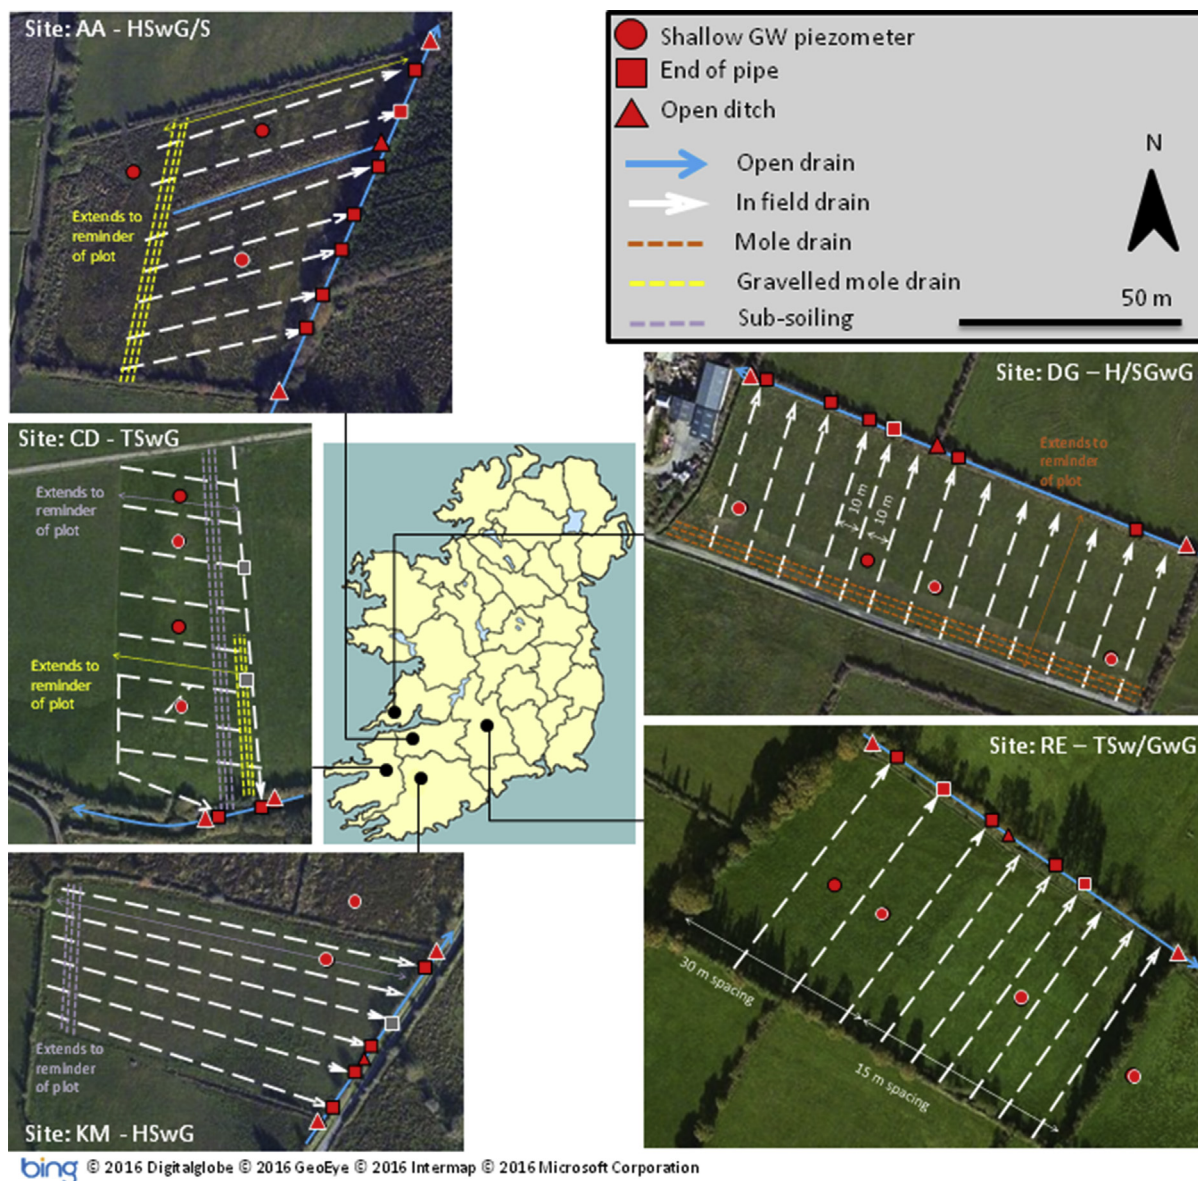 Site: AA - HSwG/S
Extends to
reminder
of plot
Shallow GW piezometer
End of pipe
Open ditch
Open drain
In field drain
Mole drain
Gravelled mole drain
Sub-soiling
N
50 m
Site: CD - TSwG
Extends to
reminder
of plot
Extends to
reminder
of plot
Site: DG – H/SGwG
Extends to
reminder
of plot
10 m
10 m
Site: RE – TSw/GwG
30 m spacing
15 m spacing
Extends to
reminder
of plot
Site: KM - HSwG
bing © 2016 Digitalglobe © 2016 GeoEye © 2016 Intermap © 2016 Microsoft Corporation